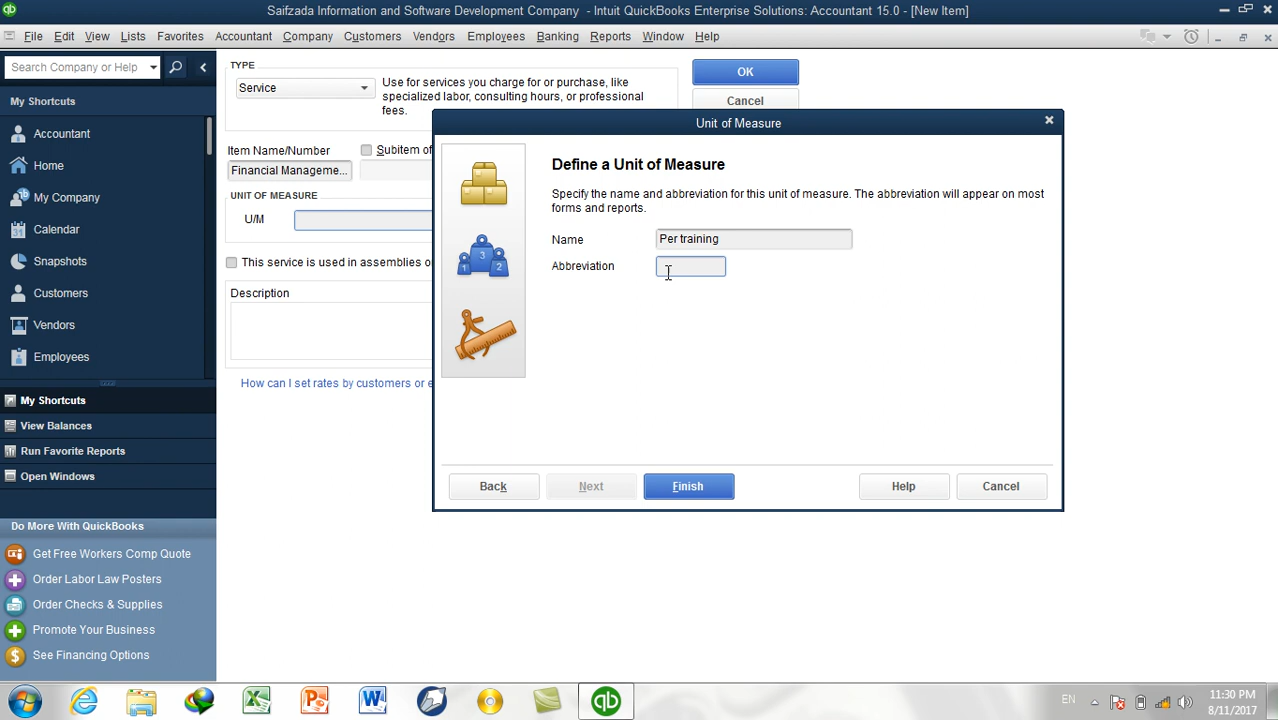 Saifzada Information and Software Development Company - Intuit QuickBooks Enterprise Solutions: Accountant 15.0 - [New Item]
File Edit View Lists Favorites Accountant Company Customers Vendors Employees Banking Reports Window Help
Search Company or Help
My Shortcuts
Accountant
Home
My Company
Calendar
Snapshots
Customers
Vendors
Employees
My Shortcuts
View Balances
Run Favorite Reports
Open Windows
Do More With QuickBooks
Get Free Workers Comp Quote
Order Labor Law Posters
Order Checks & Supplies
Promote Your Business
See Financing Options
TYPE
Service
Use for services you charge for or purchase, like
specialized labor, consulting hours, or professional
fees.
OK
Cancel
Item Name/Number
Subitem of
Financial Manageme...
UNIT OF MEASURE
U/M
This service is used in assemblies o
Description
How can I set rates by customers or e
Unit of Measure
Define a Unit of Measure
Specify the name and abbreviation for this unit of measure. The abbreviation will appear on most
forms and reports.
Name
Per training
Abbreviation
3
1
2
Back
Next
Finish
Help
Cancel
EN
11:30 PM
8/11/2017